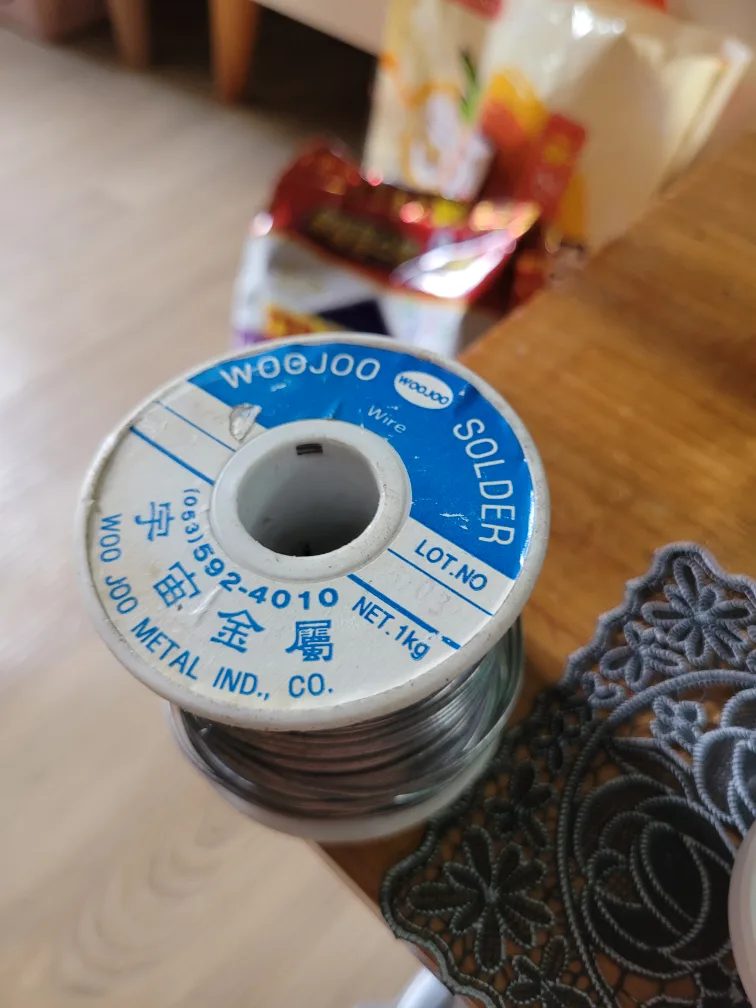 WOOJOO
WOOJOO
SOLDER
Wire
LOT.NO
NET.1kg
(053)592-4010
宇宙金屬
WOO JOO METAL IND., CO.